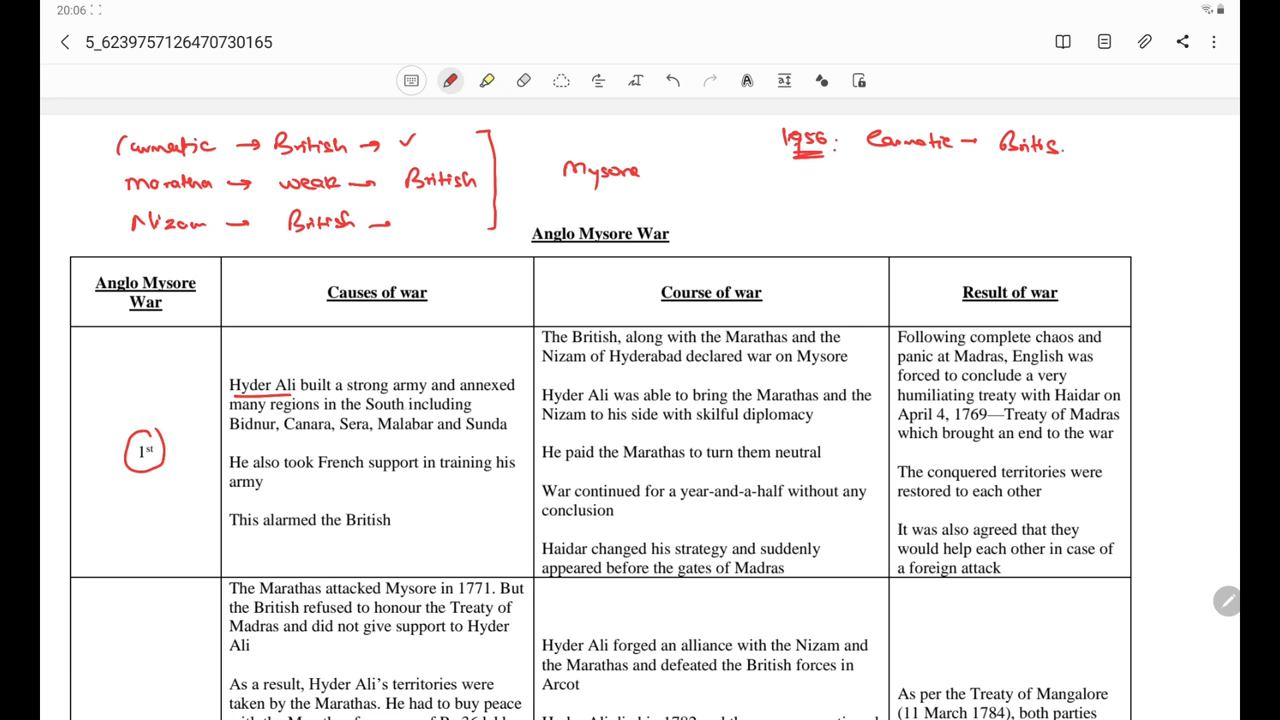 20:06
5_6239757126470730165
Carnatic → British → ✓
Maratha → weak → British
Nizam → British →
Mysore
1956: Carnatic → Britis.
Anglo Mysore War
Anglo Mysore War
Causes of war
Course of war
Result of war
1st
Hyder Ali built a strong army and annexed
many regions in the South including
Bidnur, Canara, Sera, Malabar and Sunda
He also took French support in training his
army
This alarmed the British
The British, along with the Marathas and the
Nizam of Hyderabad declared war on Mysore
Hyder Ali was able to bring the Marathas and the
Nizam to his side with skilful diplomacy
He paid the Marathas to turn them neutral
War continued for a year-and-a-half without any
conclusion
Haidar changed his strategy and suddenly
appeared before the gates of Madras
Following complete chaos and
panic at Madras, English was
forced to conclude a very
humiliating treaty with Haidar on
April 4, 1769—Treaty of Madras
which brought an end to the war
The conquered territories were
restored to each other
It was also agreed that they
would help each other in case of
a foreign attack
The Marathas attacked Mysore in 1771. But
the British refused to honour the Treaty of
Madras and did not give support to Hyder
Ali
As a result, Hyder Ali's territories were
taken by the Marathas. He had to buy peace
Hyder Ali forged an alliance with the Nizam and
the Marathas and defeated the British forces in
Arcot
As per the Treaty of Mangalore
(11 March 1784), both parties